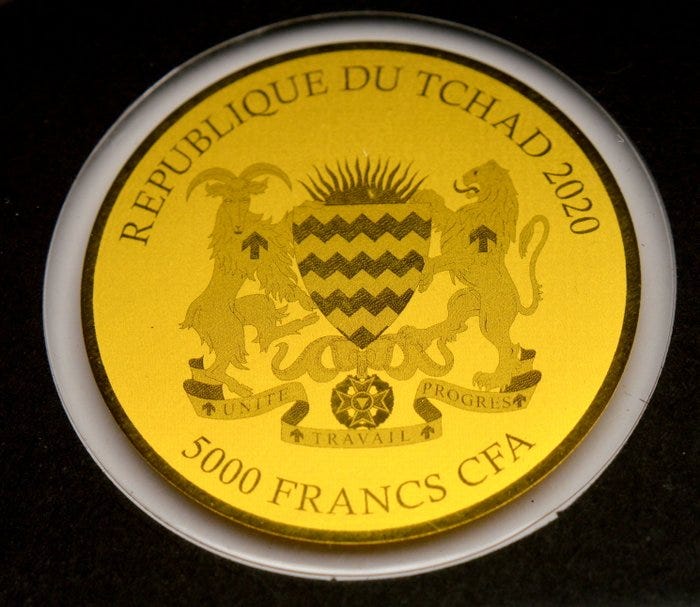 REPUBLIQUE DU TCHAD 2020
UNITE
TRAVAIL
PROGRES
5000 FRANCS CFA